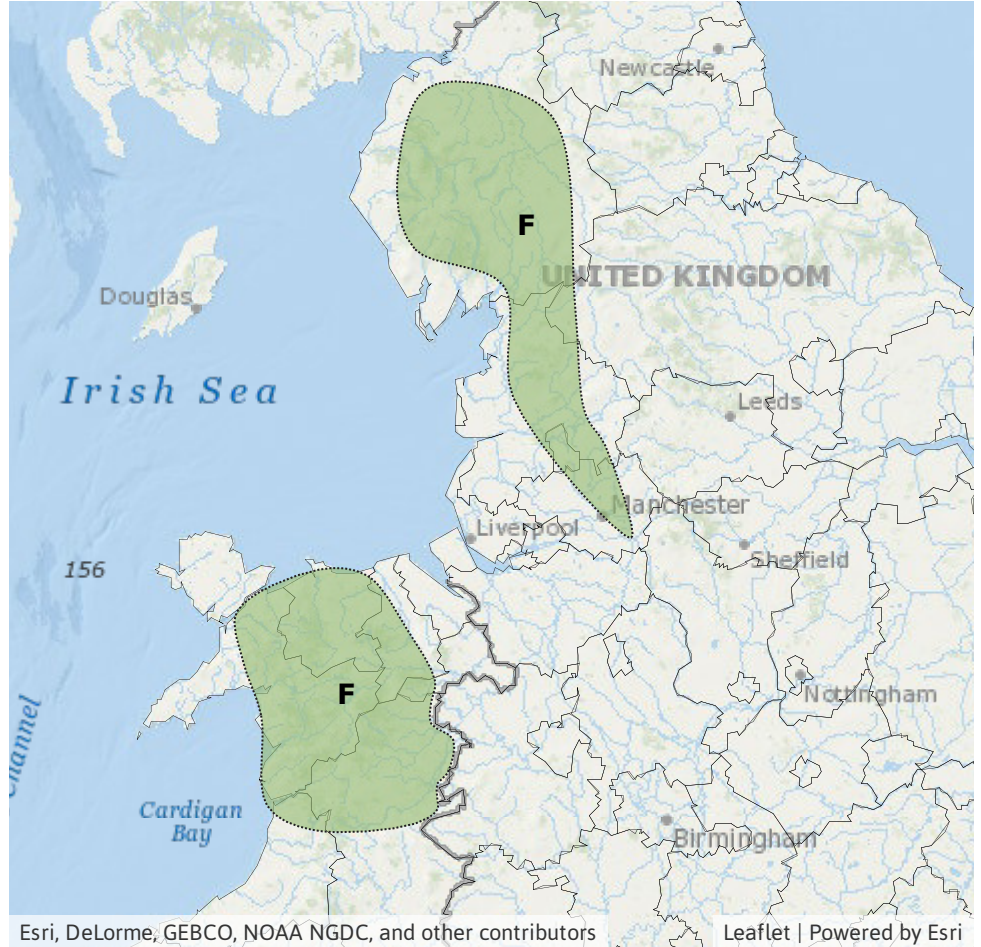 Newcastle
F
UNITED KINGDOM
Douglas
Irish Sea
Leeds
Manchester
Liverpool
Sheffield
156
F
Nottingham
Channel
Cardigan
Bay
Birmingham
Esri, DeLorme, GEBCO, NOAA NGDC, and other contributors
Leaflet | Powered by Esri